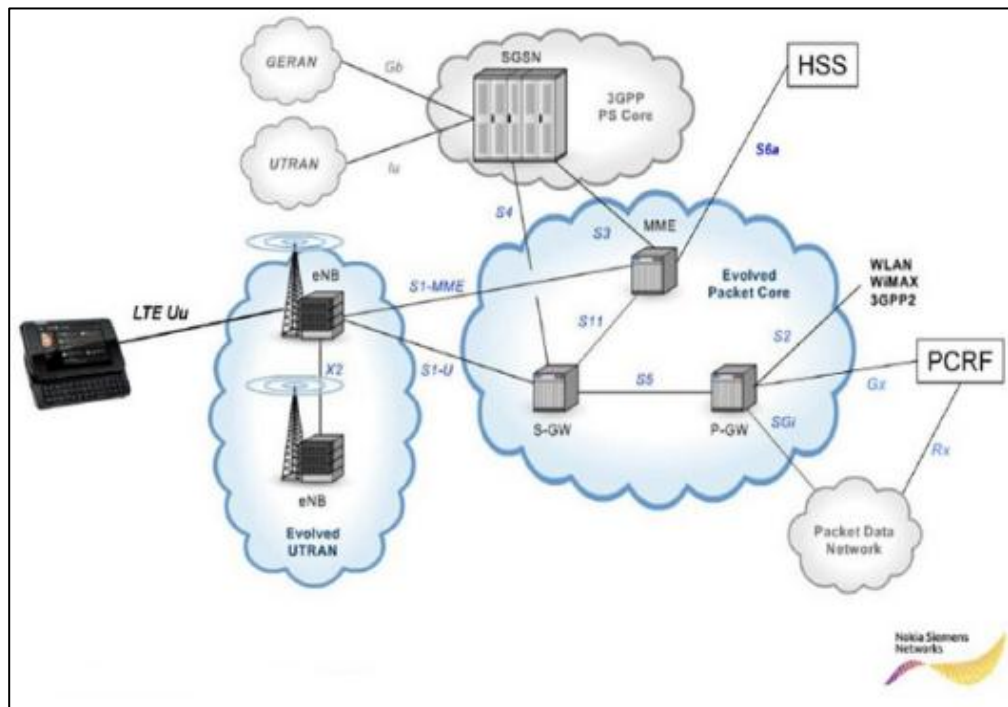 SGSN
HSS
GERAN
Gb
3GPP
PS Core
UTRAN
Iu
S6a
S4
S3
MME
eNB
S1-MME
Evolved
Packet Core
WLAN
WiMAX
3GPP2
LTE Uu
S11
S2
X2
S1-U
S5
PCRF
Gx
S-GW
P-GW
SGi
Rx
eNB
Evolved
UTRAN
Packet Data
Network
Nokia Siemens
Networks